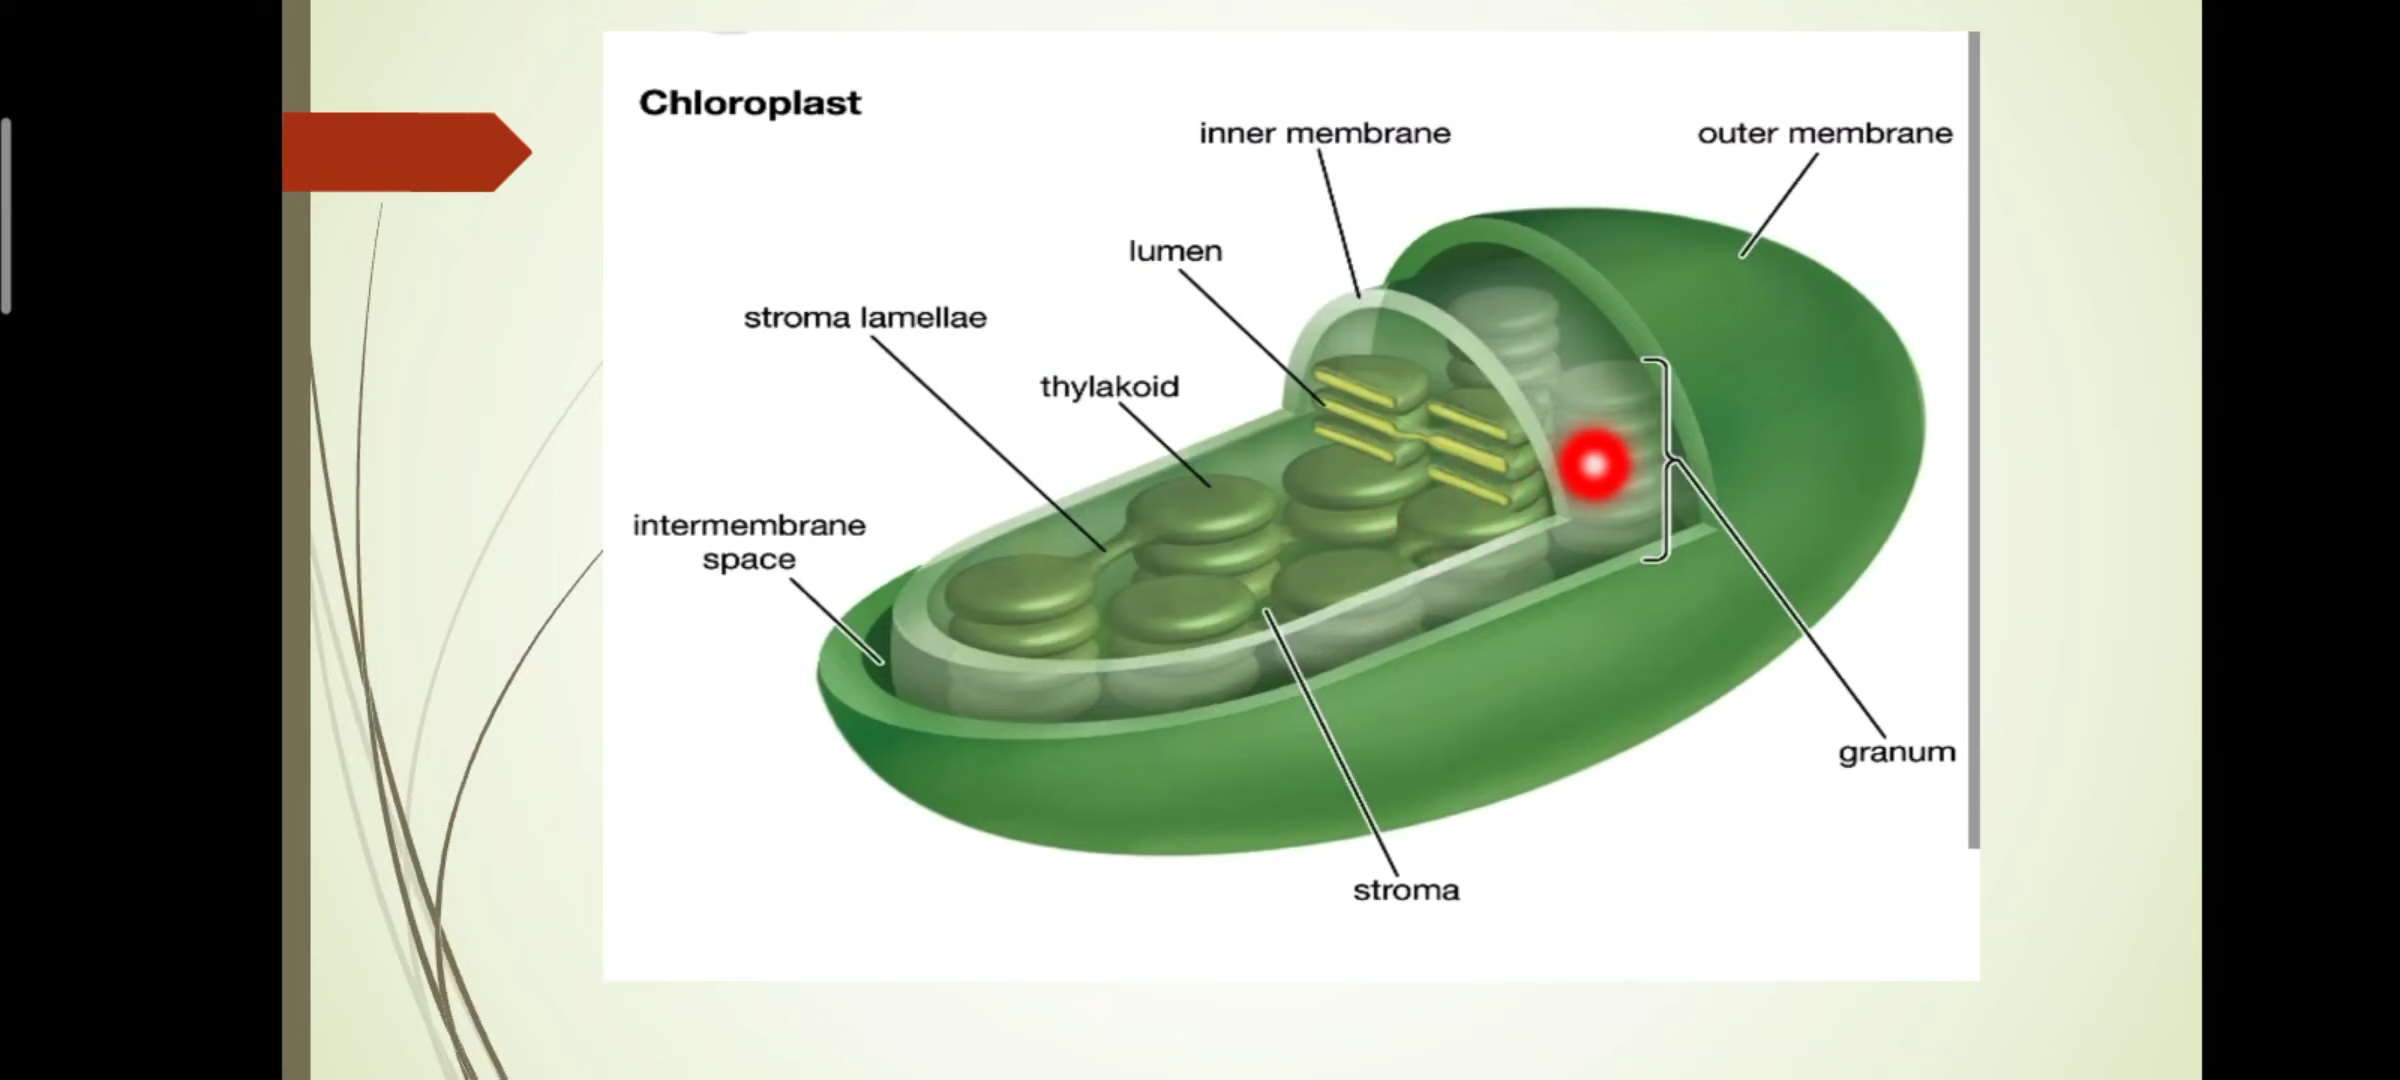 Chloroplast
inner membrane
outer membrane
lumen
stroma lamellae
thylakoid
intermembrane
space
granum
stroma